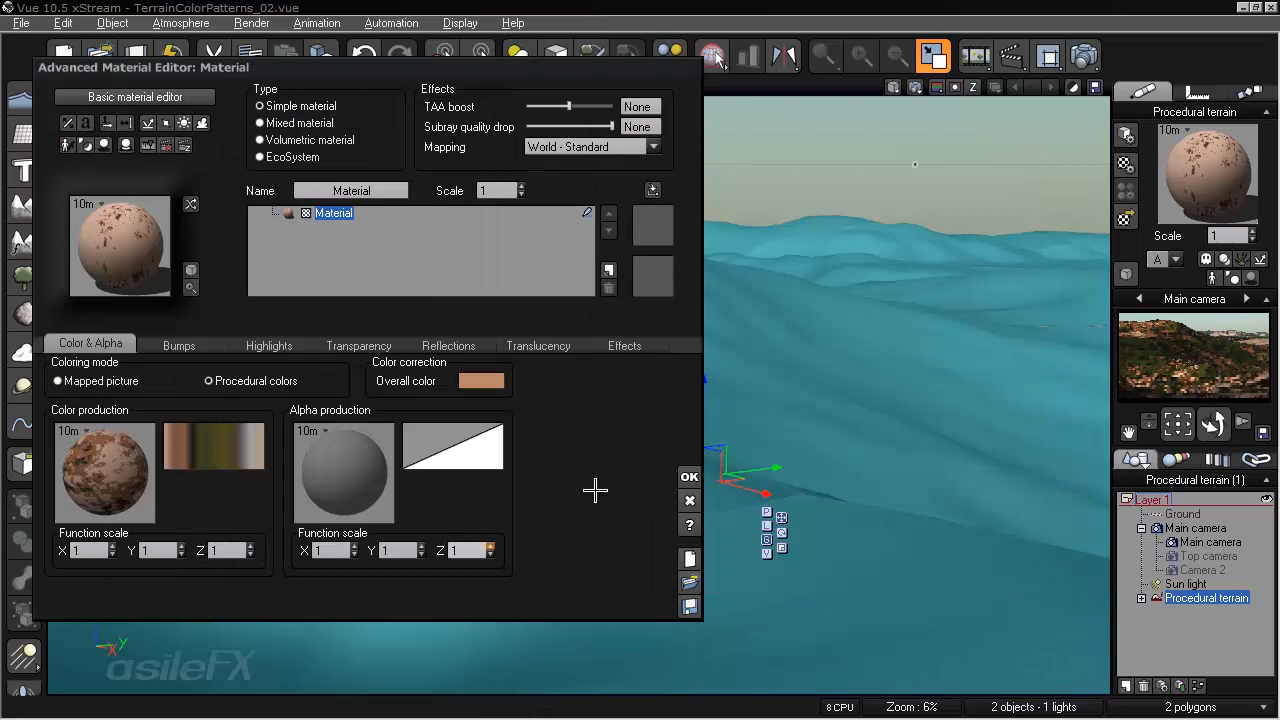 Vue 10.5 xStream - TerrainColorPatterns_02.vue
File Edit Object Atmosphere Render Animation Automation Display Help
Advanced Material Editor: Material
Basic material editor
Type
Simple material
Mixed material
Volumetric material
EcoSystem
Effects
TAA boost None
Subray quality drop None
Mapping World - Standard
Name Material Scale 1
10m
Material
Color & Alpha Bumps Highlights Transparency Reflections Translucency Effects
Coloring mode
Mapped picture Procedural colors
Color correction
Overall color
Color production
10m
Function scale
X 1 Y 1 Z 1
Alpha production
10m
Function scale
X 1 Y 1 Z 1
OK
?
P
L
G
V
C
G
X Y
asileFX
Z
Procedural terrain
10m
Scale 1
A
Main camera
Procedural terrain (1)
Layer 1
Ground
Main camera
Main camera
Top camera
Camera 2
Sun light
Procedural terrain
8 CPU Zoom : 6% 2 objects - 1 lights 2 polygons